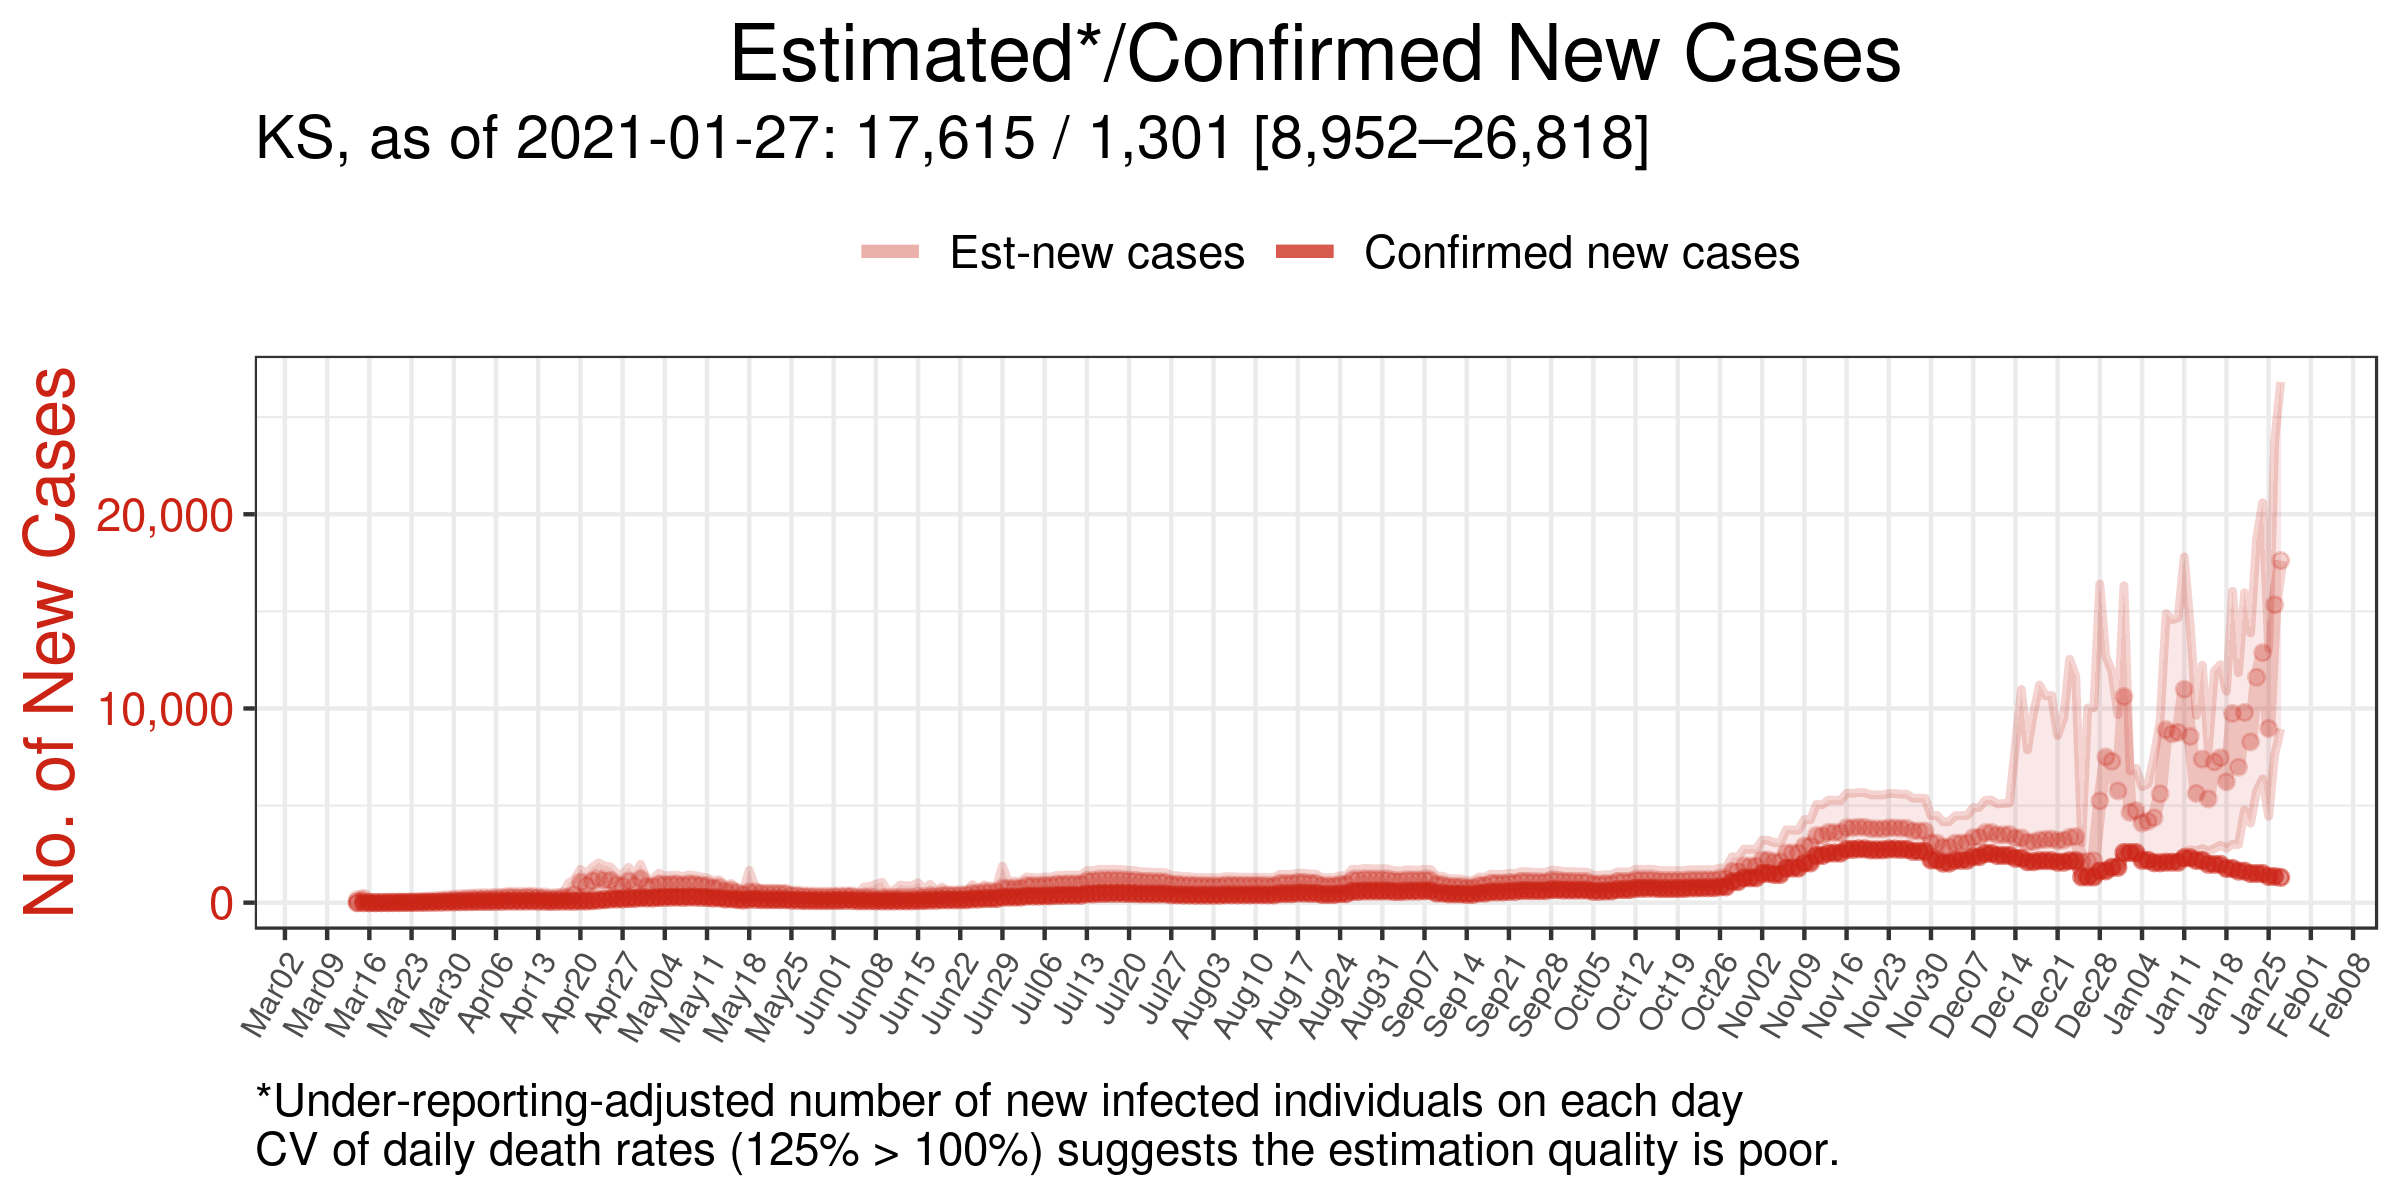 Estimated*/Confirmed New Cases
KS, as of 2021-01-27: 17,615 / 1,301 [8,952–26,818]
Est-new cases
Confirmed new cases
No. of New Cases
20,000
10,000
0
Mar02
Mar09
Mar16
Mar23
Mar30
Apr06
Apr13
Apr20
Apr27
May04
May11
May18
May25
Jun01
Jun08
Jun15
Jun22
Jun29
Jul06
Jul13
Jul20
Jul27
Aug03
Aug10
Aug17
Aug24
Aug31
Sep07
Sep14
Sep21
Sep28
Oct05
Oct12
Oct19
Oct26
Nov02
Nov09
Nov16
Nov23
Nov30
Dec07
Dec14
Dec21
Dec28
Jan04
Jan11
Jan18
Jan25
Feb01
Feb08
*Under-reporting-adjusted number of new infected individuals on each day
CV of daily death rates (125% > 100%) suggests the estimation quality is poor.